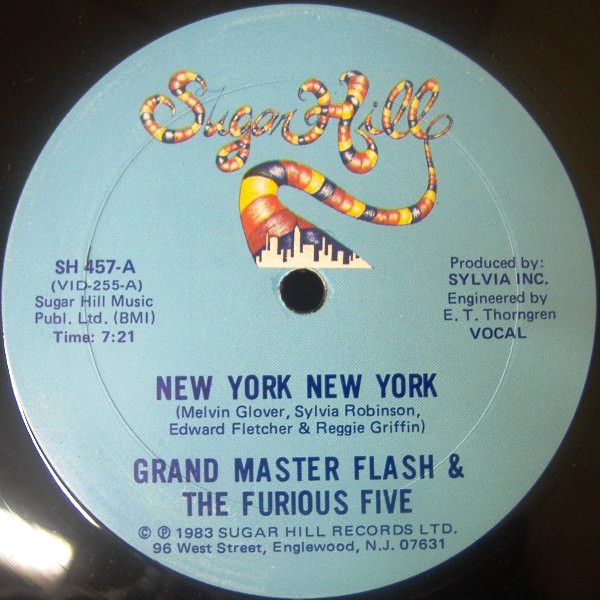 Sugar Hill
SH 457-A
(VID-255-A)
Sugar Hill Music
Publ. Ltd. (BMI)
Time: 7:21
Produced by:
SYLVIA INC.
Engineered by
E. T. Thorngren
VOCAL
NEW YORK NEW YORK
(Melvin Glover, Sylvia Robinson,
Edward Fletcher & Reggie Griffin)
GRAND MASTER FLASH &
THE FURIOUS FIVE
© ℗ 1983 SUGAR HILL RECORDS LTD.
96 West Street, Englewood, N.J. 07631